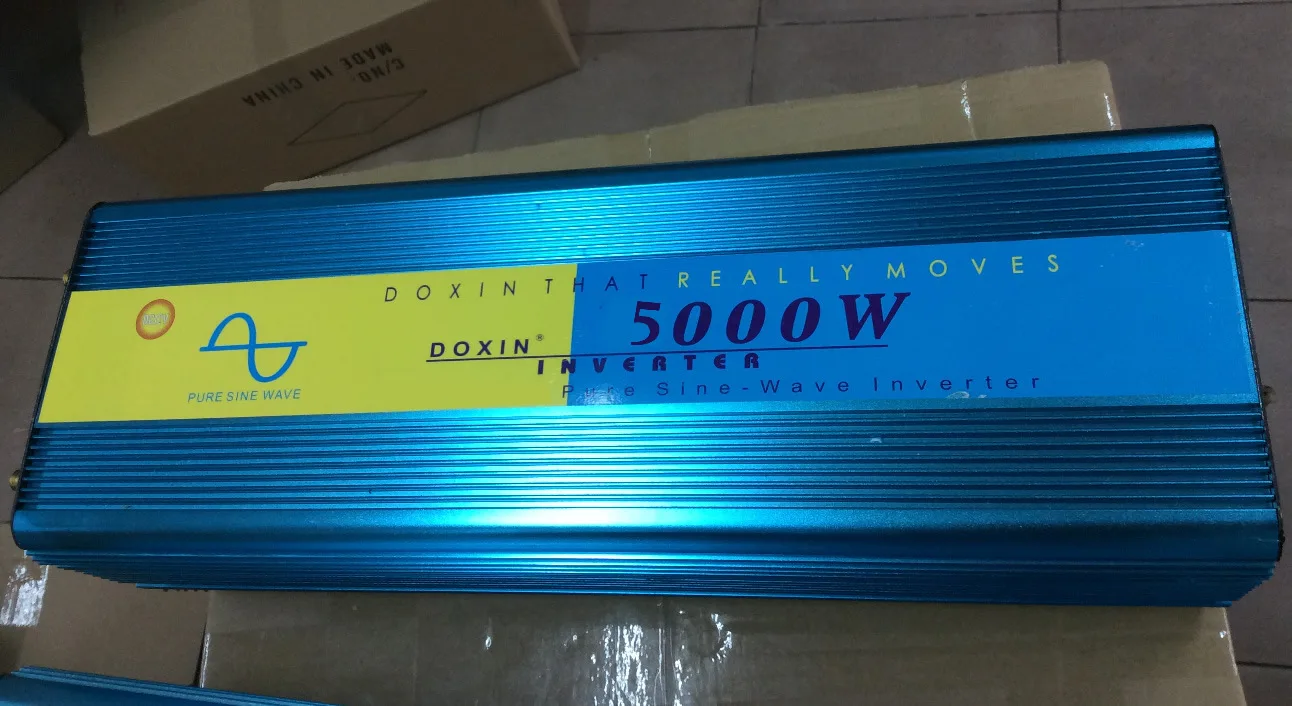 MADE IN CHINA
C/NO:
DOXIN THAT REALLY MOVES
5000W
DOXIN®
INVERTER
Pure Sine-Wave Inverter
PURE SINE WAVE